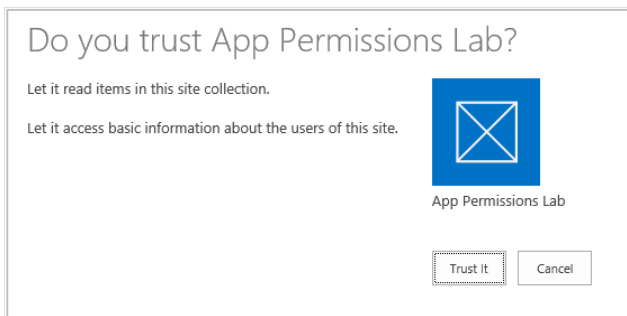 Do you trust App Permissions Lab?
Let it read items in this site collection.
Let it access basic information about the users of this site.
App Permissions Lab
Trust It
Cancel